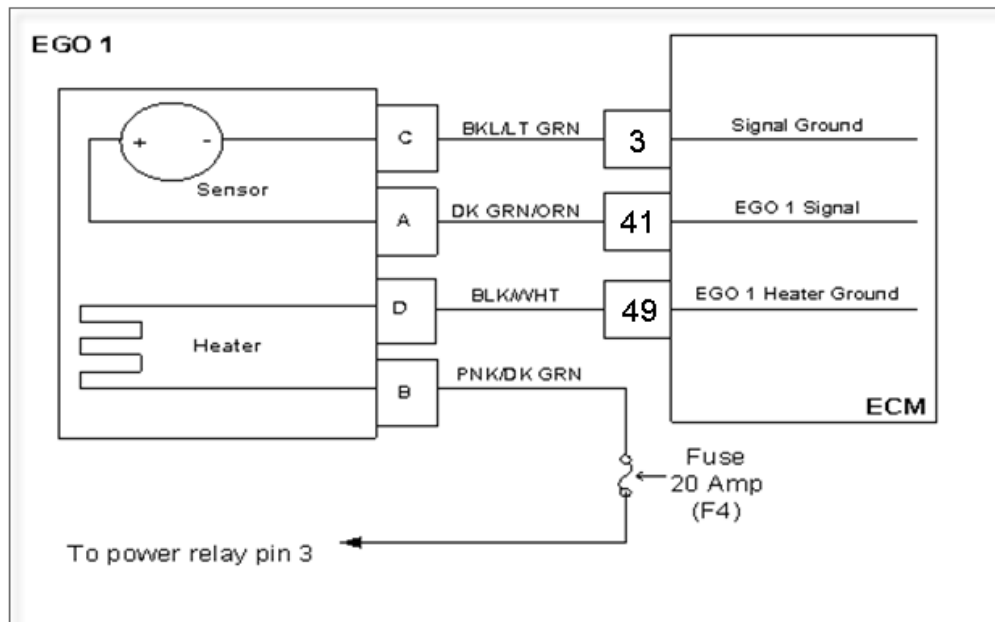 EGO 1
+ -
Sensor
C
BKL/LT GRN
3
Signal Ground
A
DK GRN/ORN
41
EGO 1 Signal
D
BLK/WHT
49
EGO 1 Heater Ground
Heater
B
PNK/DK GRN
ECM
Fuse
20 Amp
(F4)
To power relay pin 3